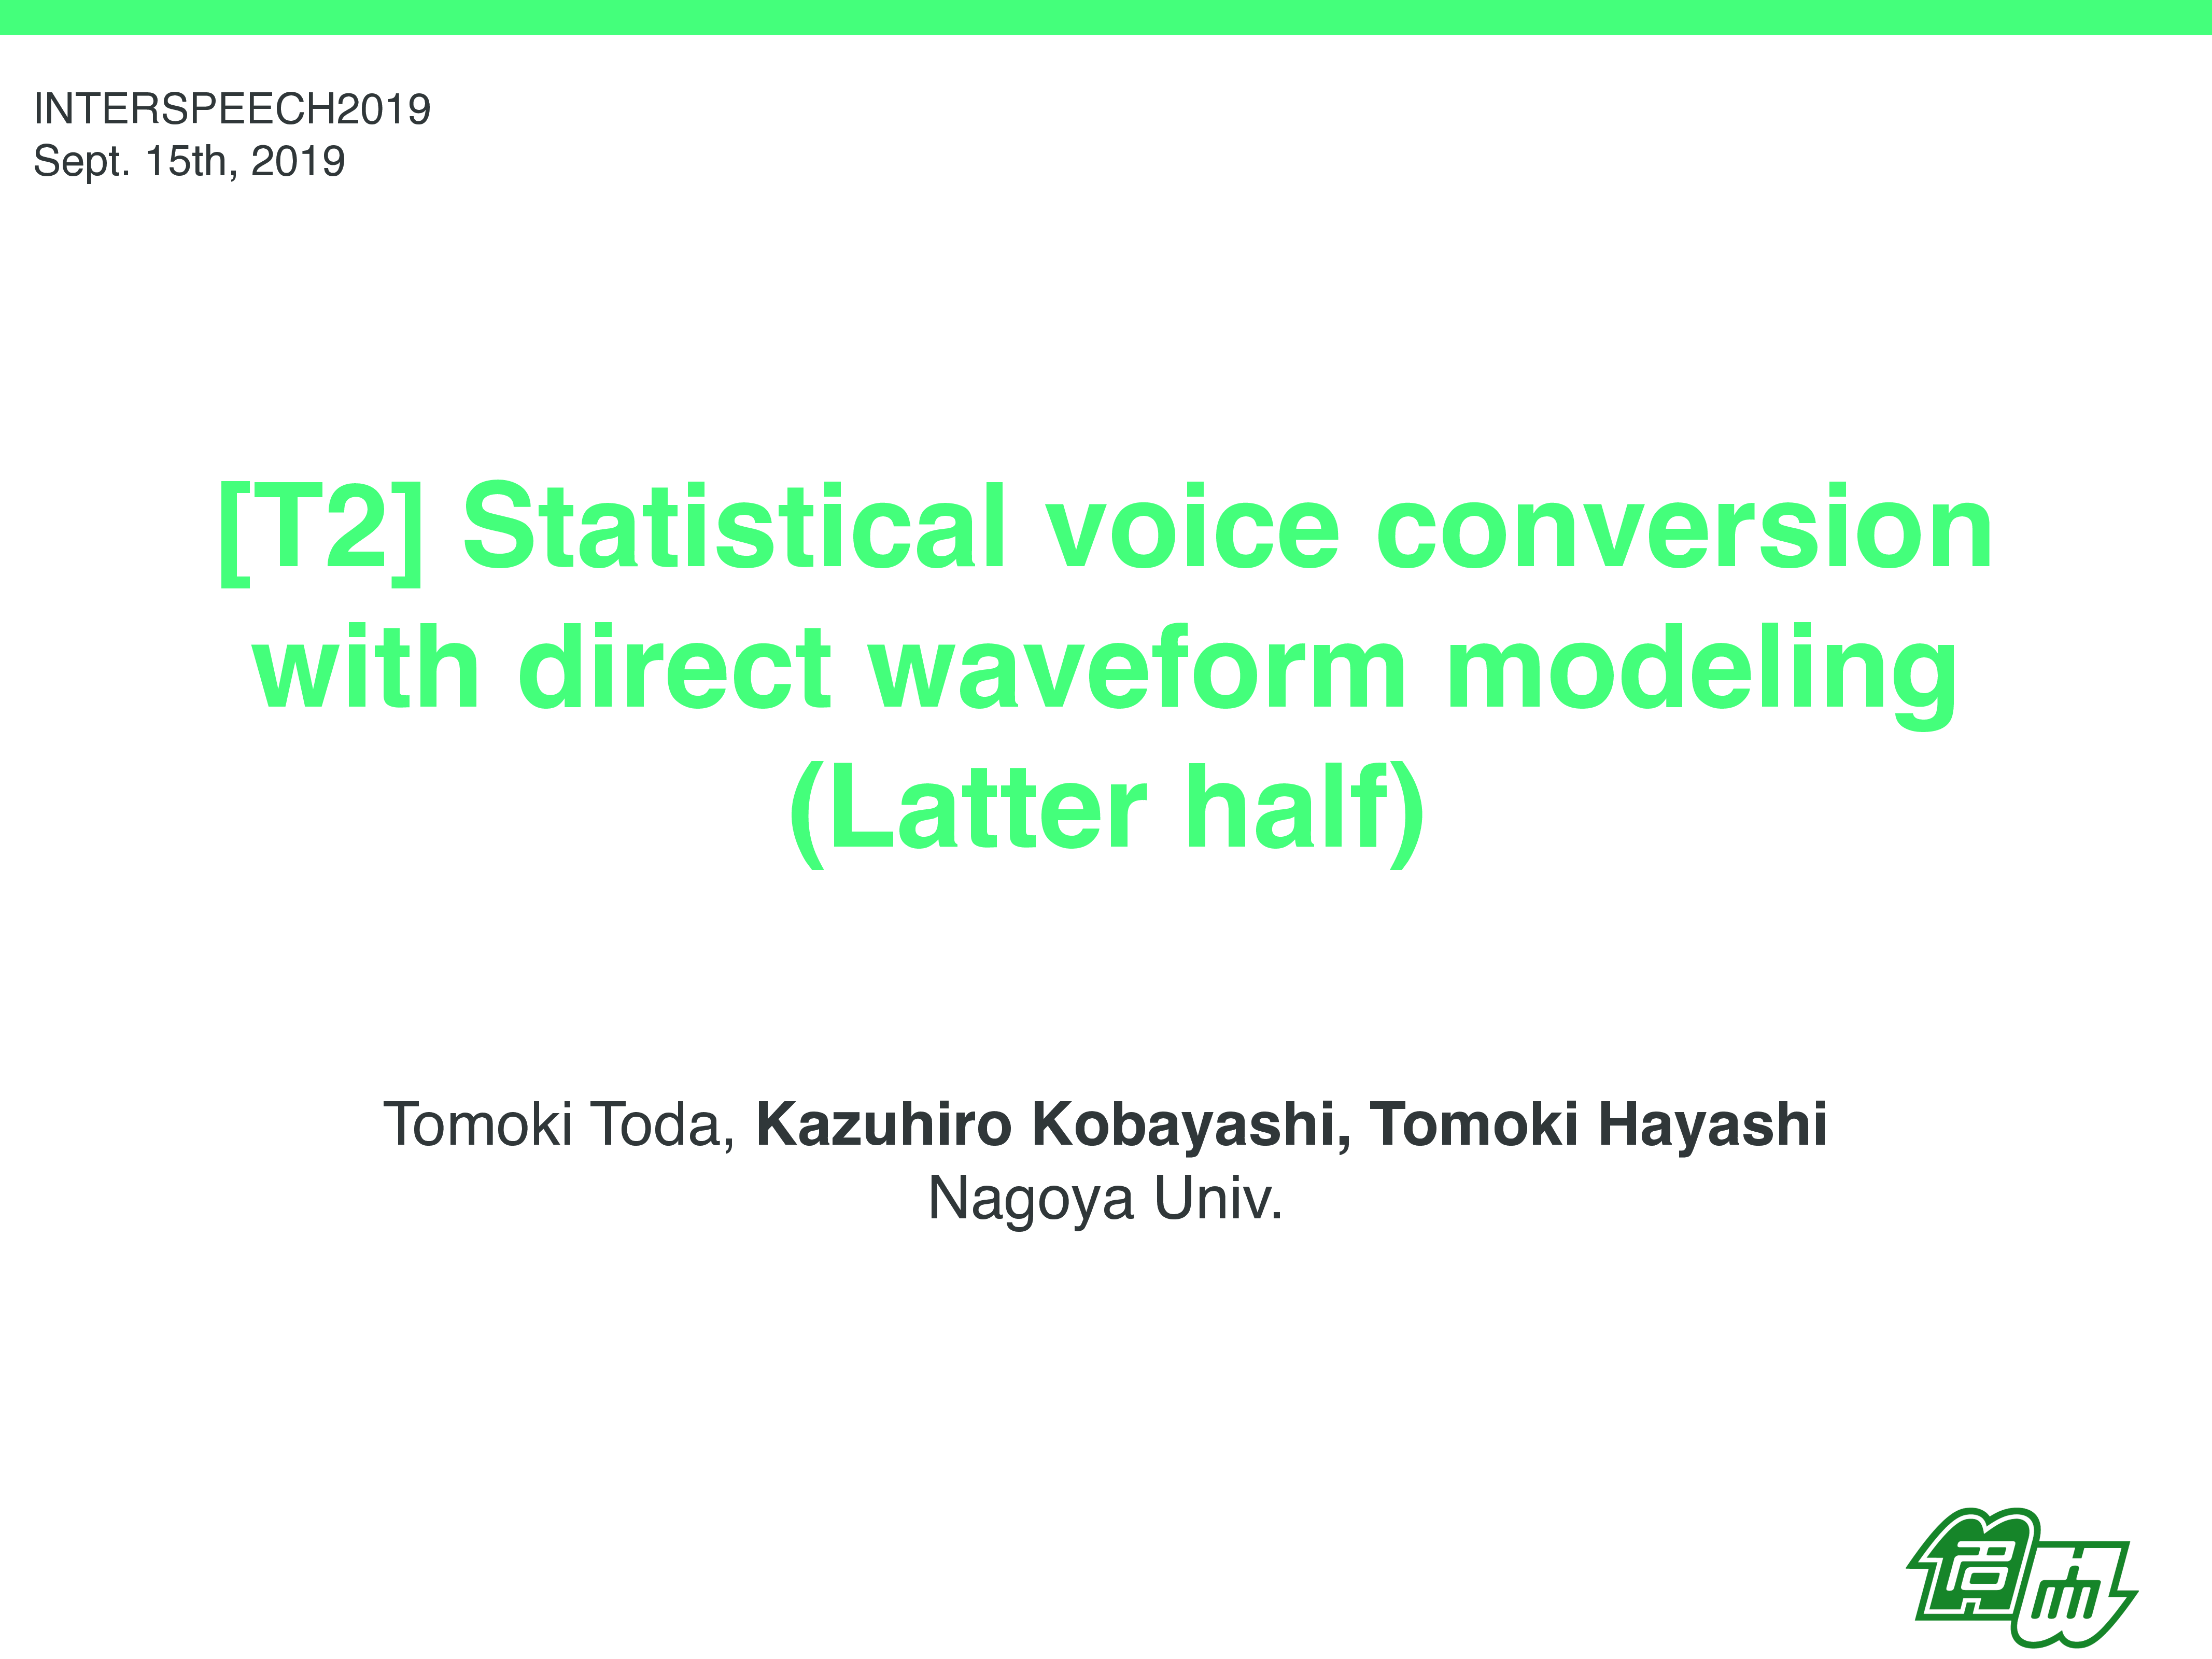 INTERSPEECH2019
Sept. 15th, 2019
[T2] Statistical voice conversion
with direct waveform modeling
(Latter half)
Tomoki Toda, Kazuhiro Kobayashi, Tomoki Hayashi
Nagoya Univ.